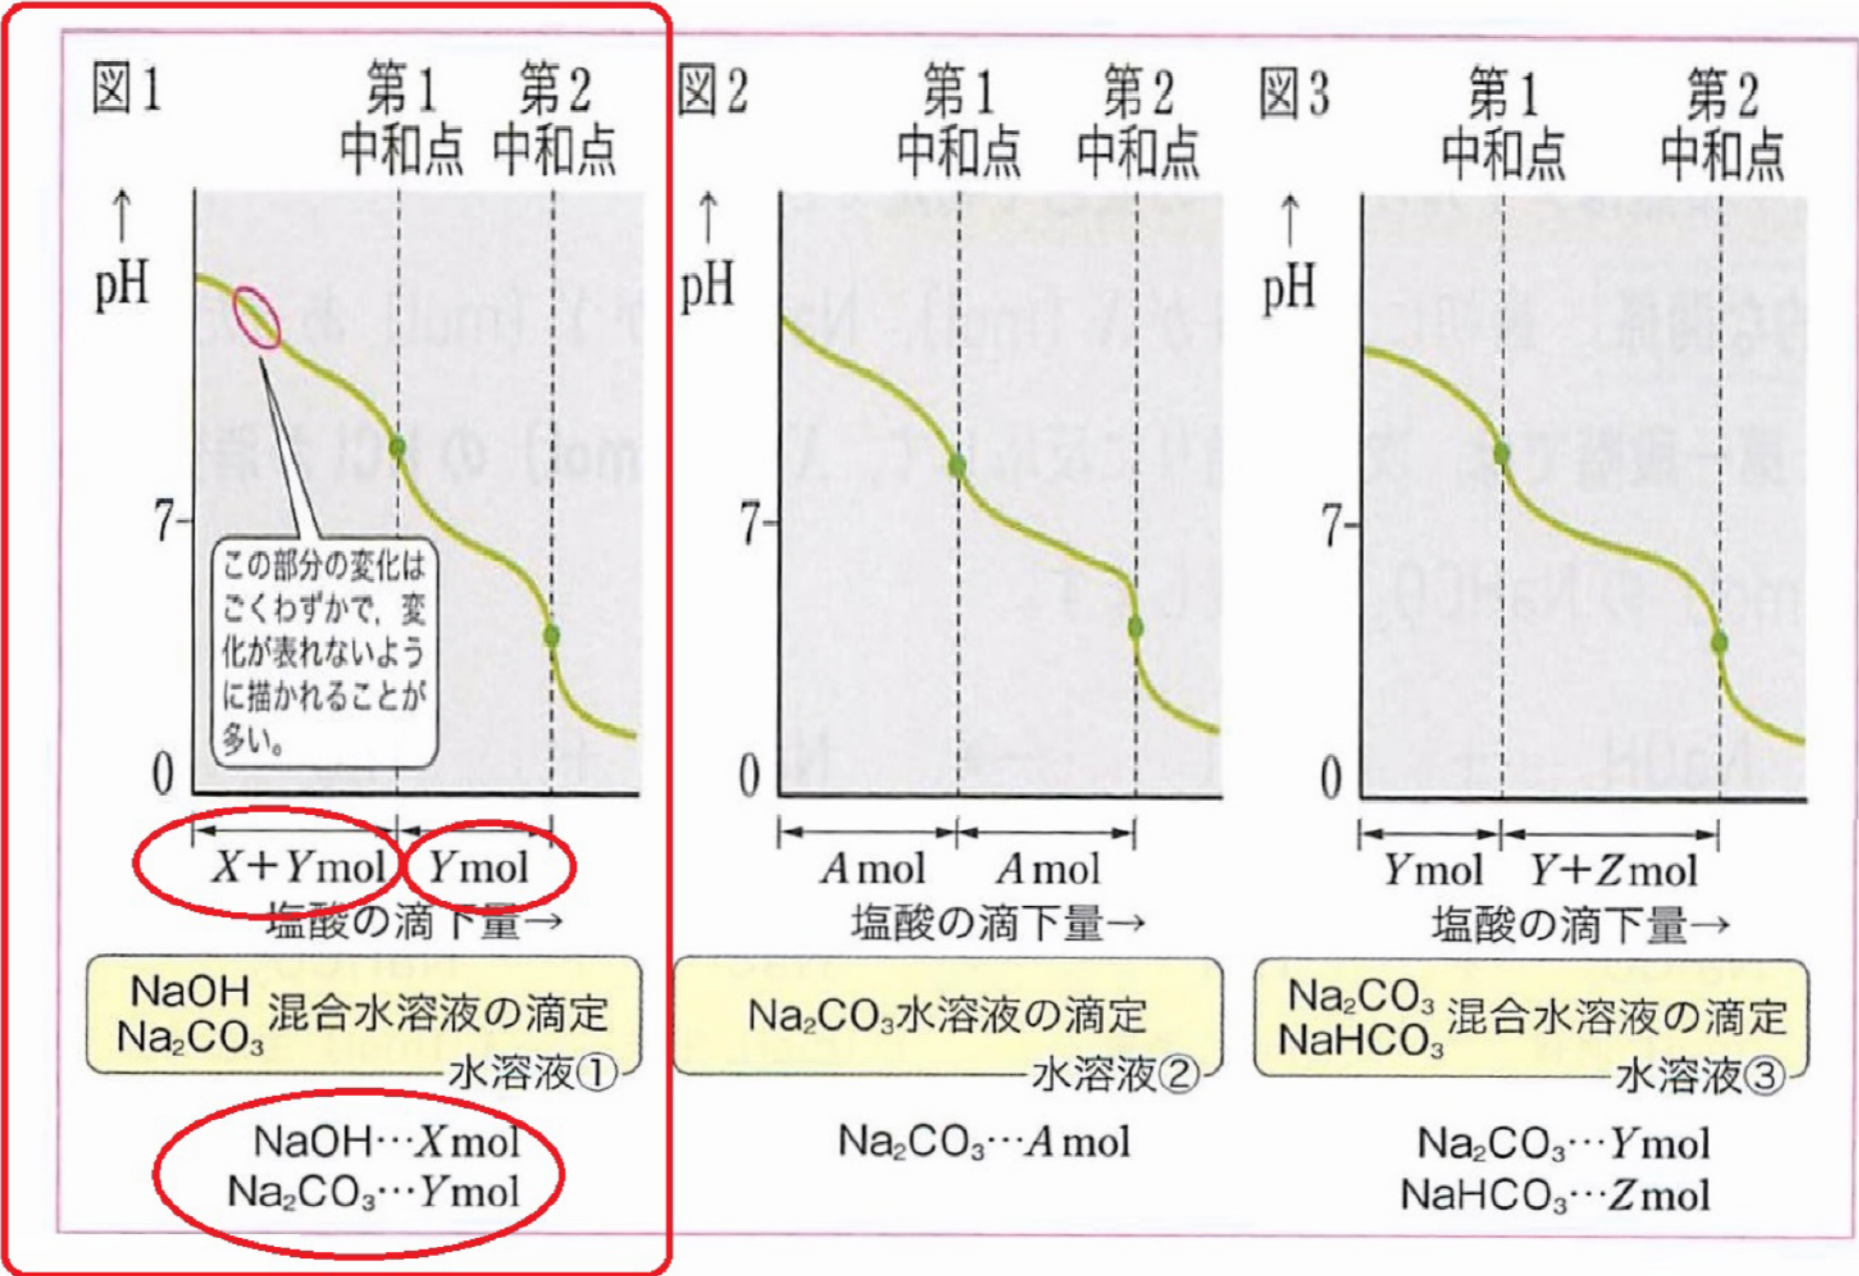 図1
第1
中和点
第2
中和点
↑
pH
7
0
この部分の変化は
ごくわずかで，変
化が表れないよう
に描かれることが
多い。
X+Ymol
Ymol
塩酸の滴下量→
NaOH
Na₂CO₃
混合水溶液の滴定
水溶液①
NaOH…Xmol
Na₂CO₃…Ymol
図2
第1
中和点
第2
中和点
↑
pH
7
0
Amol
Amol
塩酸の滴下量→
Na₂CO₃水溶液の滴定
水溶液②
Na₂CO₃…Amol
図3
第1
中和点
第2
中和点
↑
pH
7
0
Ymol
Y+Zmol
塩酸の滴下量→
Na₂CO₃
NaHCO₃
混合水溶液の滴定
水溶液③
Na₂CO₃…Ymol
NaHCO₃…Zmol